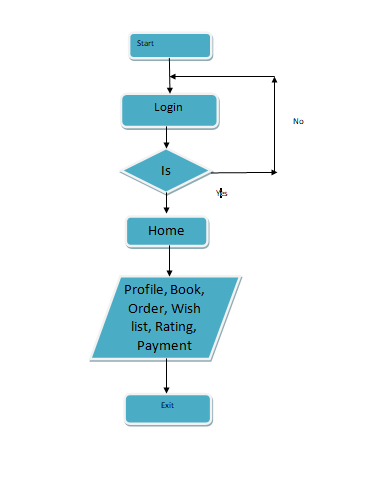 Start
Login
No
Is
Yes
Home
Profile, Book,
Order, Wish
list, Rating,
Payment
Exit